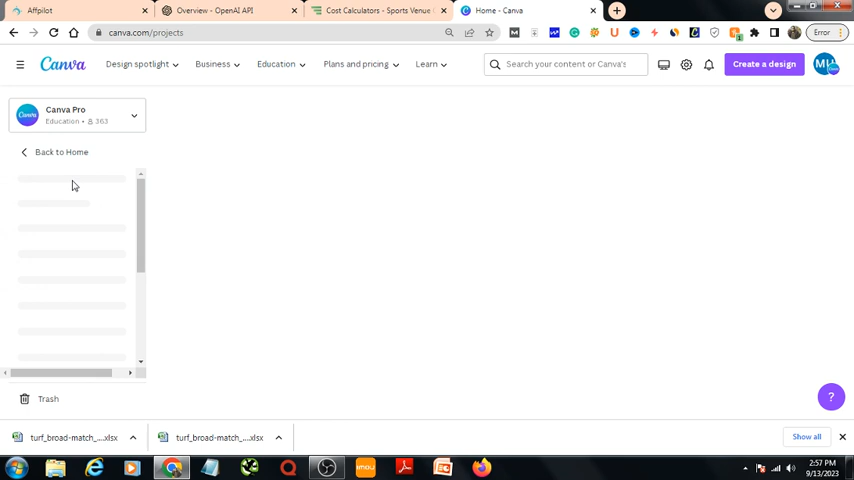 Affpilot
Overview - OpenAI API
Cost Calculators - Sports Venue
Home - Canva
canva.com/projects
Error
Canva
Design spotlight
Business
Education
Plans and pricing
Learn
Search your content or Canva's
Create a design
Canva Pro
Education • 363
Back to Home
Trash
?
turf_broad-match_....xlsx
turf_broad-match_....xlsx
Show all
2:57 PM
9/13/2023